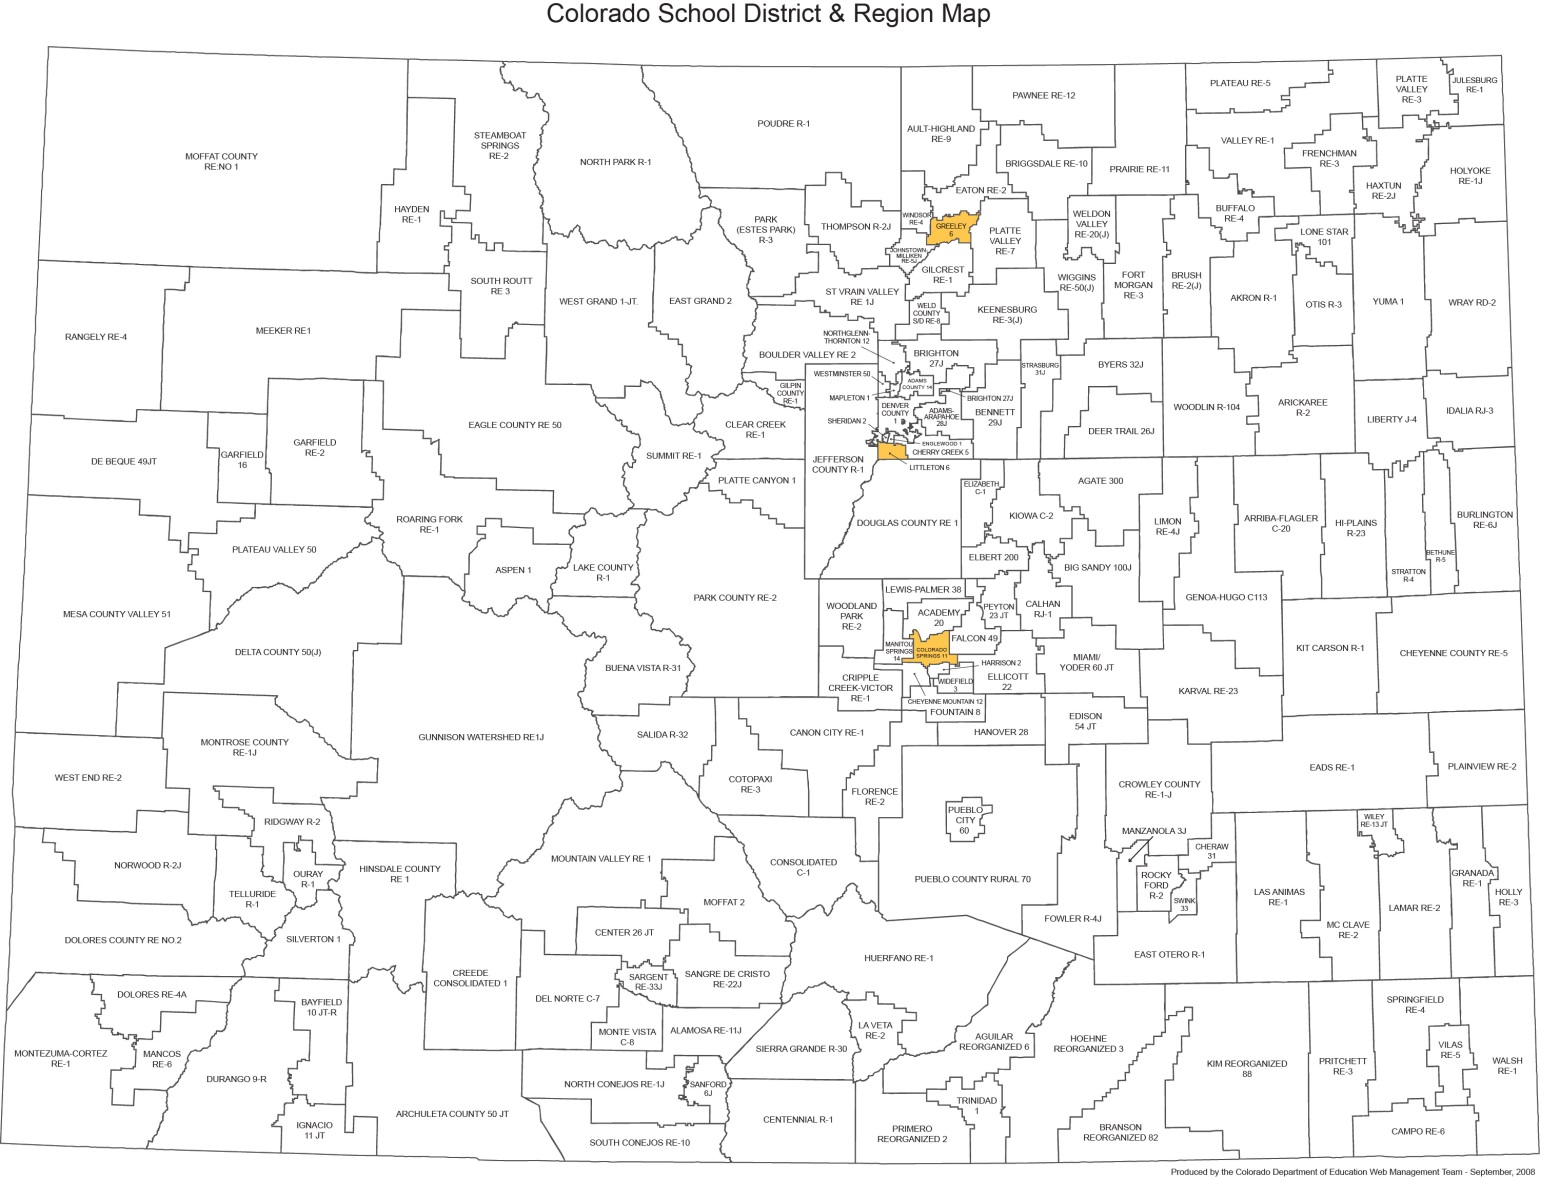 Colorado School District & Region Map
MOFFAT COUNTY
RE:NO 1
HAYDEN
RE-1
STEAMBOAT
SPRINGS
RE-2
NORTH PARK R-1
POUDRE R-1
AULT-HIGHLAND
RE-9
PAWNEE RE-12
BRIGGSDALE RE-10
PRAIRIE RE-11
PLATEAU RE-5
VALLEY RE-1
PLATTE
VALLEY
RE-3
JULESBURG
RE-1
FRENCHMAN
RE-3
HAXTUN
RE-2J
HOLYOKE
RE-1J
BUFFALO
RE-4
LONE STAR
101
EATON RE-2
WINDSOR
RE-4
GREELEY
6
PLATTE
VALLEY
RE-7
WELDON
VALLEY
RE-20(J)
PARK
(ESTES PARK)
R-3
THOMPSON R-2J
JOHNSTOWN-
MILLIKEN
RE-5J
GILCREST
RE-1
ST VRAIN VALLEY
RE 1J
WELD
COUNTY
S/D RE-8
KEENESBURG
RE-3(J)
WIGGINS
RE-50(J)
FORT
MORGAN
RE-3
BRUSH
RE-2(J)
AKRON R-1
OTIS R-3
YUMA 1
WRAY RD-2
SOUTH ROUTT
RE 3
WEST GRAND 1-JT.
EAST GRAND 2
RANGELY RE-4
MEEKER RE1
NORTHGLENN-
THORNTON 12
BOULDER VALLEY RE 2
BRIGHTON
27J
WESTMINSTER 50
ADAMS
COUNTY 14
MAPLETON 1
BRIGHTON 27J
GILPIN
COUNTY
RE-1
DENVER
COUNTY
1
ADAMS-
ARAPAHOE
28J
BENNETT
29J
STRASBURG
31J
BYERS 32J
DEER TRAIL 26J
WOODLIN R-104
ARICKAREE
R-2
LIBERTY J-4
IDALIA RJ-3
SHERIDAN 2
ENGLEWOOD 1
CHERRY CREEK 5
LITTLETON 6
CLEAR CREEK
RE-1
JEFFERSON
COUNTY R-1
EAGLE COUNTY RE 50
SUMMIT RE-1
PLATTE CANYON 1
DE BEQUE 49JT
GARFIELD
16
GARFIELD
RE-2
ROARING FORK
RE-1
ASPEN 1
LAKE COUNTY
R-1
PLATEAU VALLEY 50
MESA COUNTY VALLEY 51
DELTA COUNTY 50(J)
PARK COUNTY RE-2
DOUGLAS COUNTY RE 1
ELIZABETH
C-1
KIOWA C-2
AGATE 300
ELBERT 200
BIG SANDY 100J
LIMON
RE-4J
ARRIBA-FLAGLER
C-20
HI-PLAINS
R-23
STRATTON
R-4
BETHUNE
R-5
BURLINGTON
RE-6J
GENOA-HUGO C113
KIT CARSON R-1
CHEYENNE COUNTY RE-5
WOODLAND
PARK
RE-2
LEWIS-PALMER 38
ACADEMY
20
PEYTON
23 JT
CALHAN
RJ-1
FALCON 49
MANITOU
SPRINGS
14
COLORADO
SPRINGS 11
HARRISON 2
WIDEFIELD
3
ELLICOTT
22
MIAMI/
YODER 60 JT
KARVAL RE-23
CRIPPLE
CREEK-VICTOR
RE-1
CHEYENNE MOUNTAIN 12
FOUNTAIN 8
HANOVER 28
EDISON
54 JT
BUENA VISTA R-31
SALIDA R-32
GUNNISON WATERSHED RE1J
MONTROSE COUNTY
RE-1J
WEST END RE-2
CANON CITY RE-1
COTOPAXI
RE-3
FLORENCE
RE-2
PUEBLO
CITY
60
PUEBLO COUNTY RURAL 70
CROWLEY COUNTY
RE-1-J
EADS RE-1
PLAINVIEW RE-2
RIDGWAY R-2
NORWOOD R-2J
TELLURIDE
R-1
OURAY
R-1
HINSDALE COUNTY
RE 1
MOUNTAIN VALLEY RE 1
CONSOLIDATED
C-1
MOFFAT 2
MANZANOLA 3J
CHERAW
31
ROCKY
FORD
R-2
SWINK
33
FOWLER R-4J
EAST OTERO R-1
LAS ANIMAS
RE-1
WILEY
RE-13 JT
MC CLAVE
RE-2
LAMAR RE-2
GRANADA
RE-1
HOLLY
RE-3
DOLORES COUNTY RE NO.2
SILVERTON 1
CREEDE
CONSOLIDATED 1
CENTER 26 JT
SARGENT
RE-33J
SANGRE DE CRISTO
RE-22J
DEL NORTE C-7
MONTE VISTA
C-8
ALAMOSA RE-11J
HUERFANO RE-1
LA VETA
RE-2
SIERRA GRANDE R-30
AGUILAR
REORGANIZED 6
HOEHNE
REORGANIZED 3
DOLORES RE-4A
MONTEZUMA-CORTEZ
RE-1
MANCOS
RE-6
DURANGO 9-R
BAYFIELD
10 JT-R
IGNACIO
11 JT
ARCHULETA COUNTY 50 JT
NORTH CONEJOS RE-1J
SANFORD
6J
SOUTH CONEJOS RE-10
CENTENNIAL R-1
PRIMERO
REORGANIZED 2
TRINIDAD
1
BRANSON
REORGANIZED 82
KIM REORGANIZED
88
PRITCHETT
RE-3
SPRINGFIELD
RE-4
VILAS
RE-5
WALSH
RE-1
CAMPO RE-6
Produced by the Colorado Department of Education Web Management Team - September, 2008